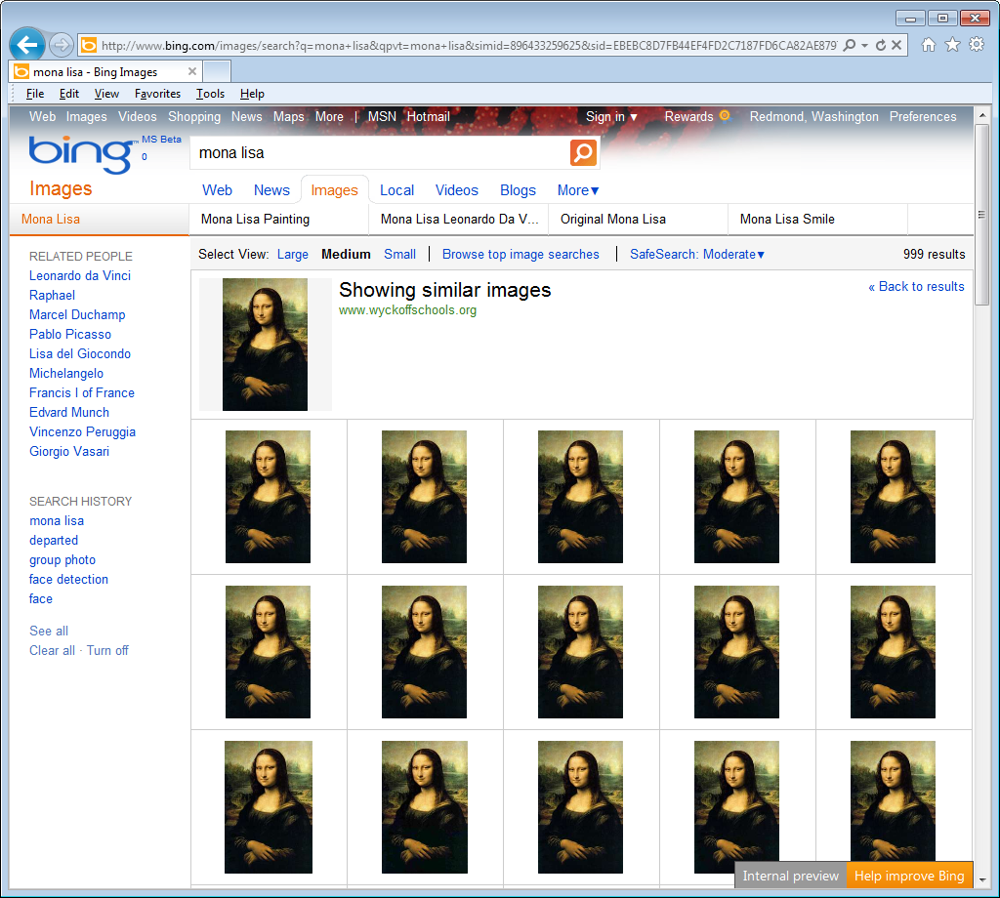 http://www.bing.com/images/search?q=mona+lisa&qpvt=mona+lisa&simid=896433259625&sid=EBEBC8D7FB44EF4FD2C7187FD6CA82AE879
mona lisa - Bing Images
File Edit View Favorites Tools Help
Web Images Videos Shopping News Maps More | MSN Hotmail Sign in Rewards Redmond, Washington Preferences
bing™ MS Beta
0
mona lisa
Images
Web News Images Local Videos Blogs More
Mona Lisa
Mona Lisa Painting
Mona Lisa Leonardo Da V...
Original Mona Lisa
Mona Lisa Smile
Select View: Large Medium Small | Browse top image searches | SafeSearch: Moderate 999 results
RELATED PEOPLE
Leonardo da Vinci
Raphael
Marcel Duchamp
Pablo Picasso
Lisa del Giocondo
Michelangelo
Francis I of France
Edvard Munch
Vincenzo Peruggia
Giorgio Vasari
SEARCH HISTORY
mona lisa
departed
group photo
face detection
face
See all
Clear all · Turn off
Showing similar images
« Back to results
www.wyckoffschools.org
Internal preview
Help improve Bing